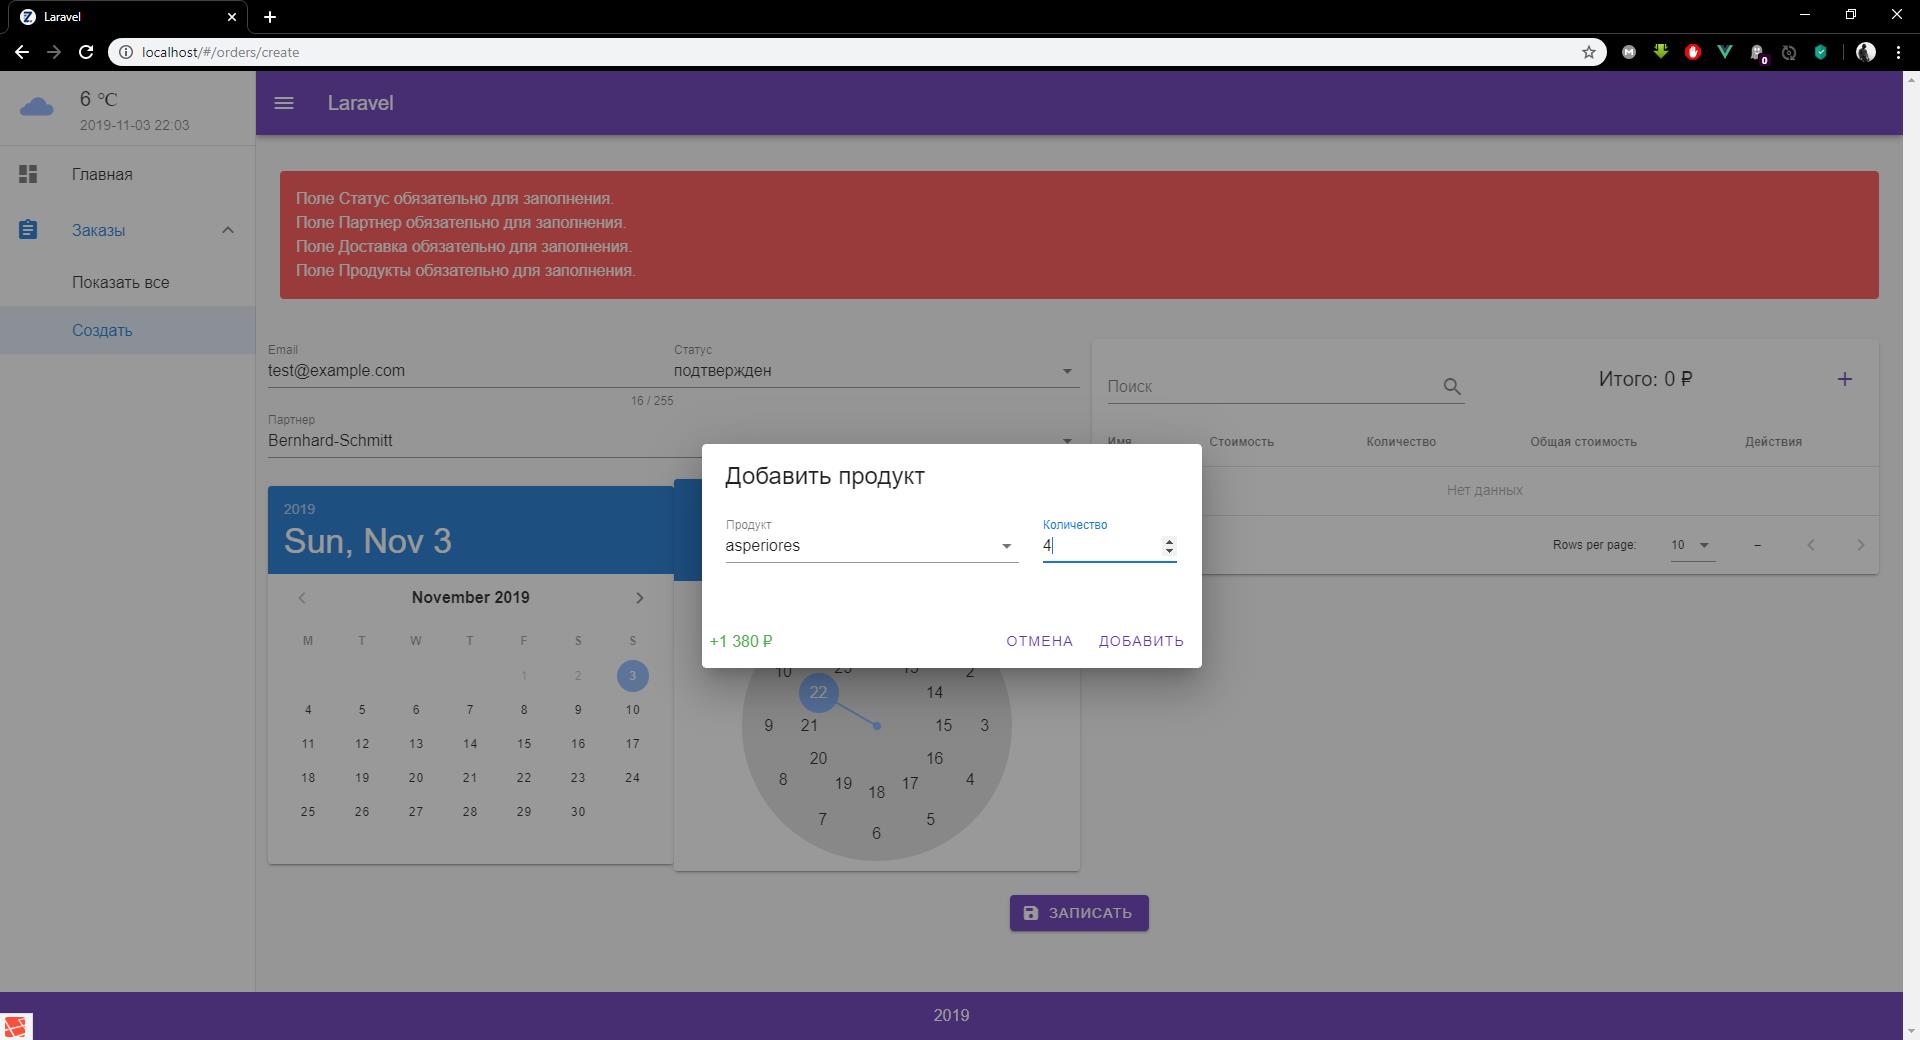 Laravel
localhost/#/orders/create
0
6 °C
2019-11-03 22:03
Laravel
Главная
Заказы
Показать все
Создать
Поле Статус обязательно для заполнения.
Поле Партнер обязательно для заполнения.
Поле Доставка обязательно для заполнения.
Поле Продукты обязательно для заполнения.
Email
test@example.com
16 / 255
Статус
подтвержден
Партнер
Bernhard-Schmitt
Поиск
Итого: 0 ₽
Имя Стоимость Количество Общая стоимость Действия
Нет данных
Rows per page: 10 –
Добавить продукт
Продукт
asperiores
Количество
4
+1 380 ₽
ОТМЕНА ДОБАВИТЬ
2019
Sun, Nov 3
November 2019
M T W T F S S
1 2 3
4 5 6 7 8 9 10
11 12 13 14 15 16 17
18 19 20 21 22 23 24
25 26 27 28 29 30
10 23 13 2
22 14
9 21 15 3
20 16
8 19 17 4
18
7 5
6
ЗАПИСАТЬ
2019